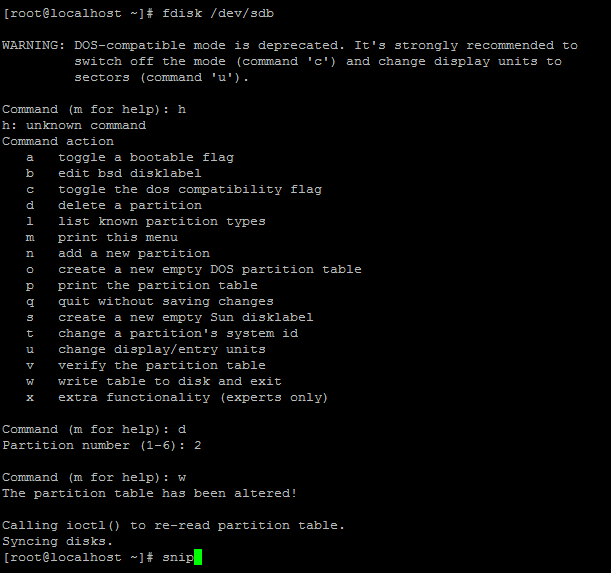 [root@localhost ~]# fdisk /dev/sdb
WARNING: DOS-compatible mode is deprecated. It's strongly recommended to
switch off the mode (command 'c') and change display units to
sectors (command 'u').
Command (m for help): h
h: unknown command
Command action
a   toggle a bootable flag
b   edit bsd disklabel
c   toggle the dos compatibility flag
d   delete a partition
l   list known partition types
m   print this menu
n   add a new partition
o   create a new empty DOS partition table
p   print the partition table
q   quit without saving changes
s   create a new empty Sun disklabel
t   change a partition's system id
u   change display/entry units
v   verify the partition table
w   write table to disk and exit
x   extra functionality (experts only)
Command (m for help): d
Partition number (1-6): 2
Command (m for help): w
The partition table has been altered!
Calling ioctl() to re-read partition table.
Syncing disks.
[root@localhost ~]# snip